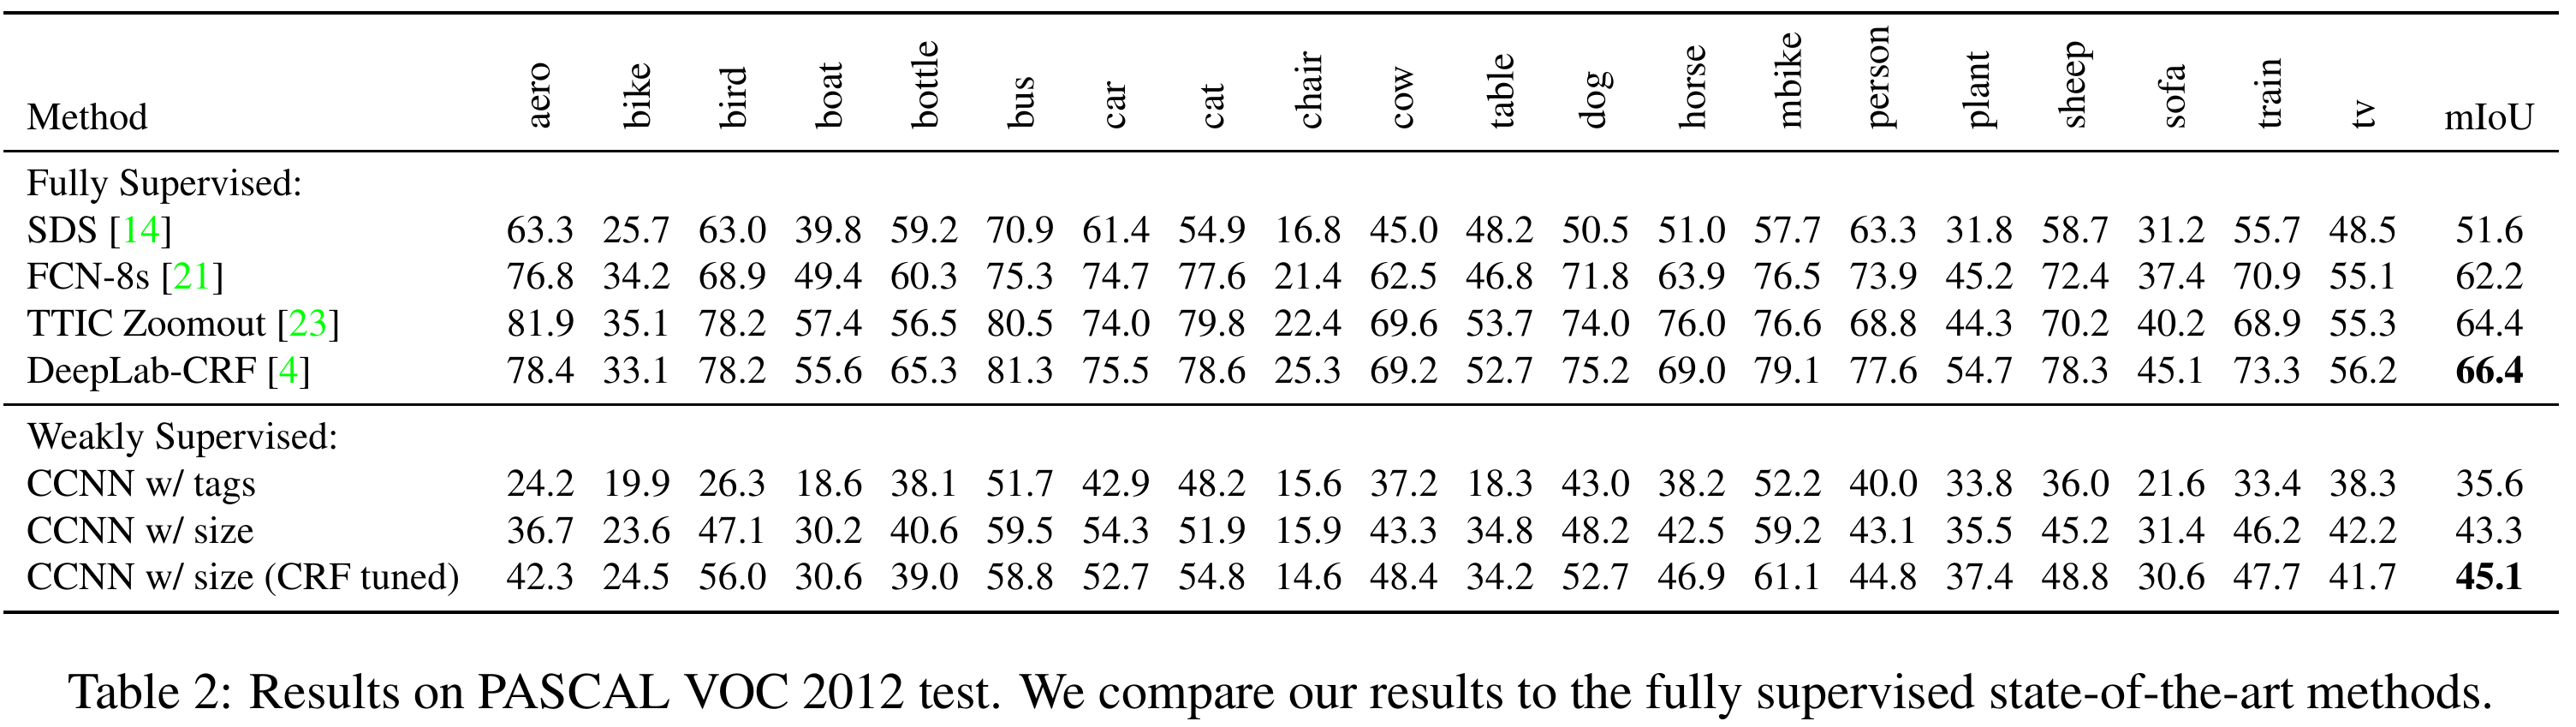 Method aero bike bird boat bottle bus car cat chair cow table dog horse mbike person plant sheep sofa train tv mIoU
Fully Supervised:
SDS [14] 63.3 25.7 63.0 39.8 59.2 70.9 61.4 54.9 16.8 45.0 48.2 50.5 51.0 57.7 63.3 31.8 58.7 31.2 55.7 48.5 51.6
FCN-8s [21] 76.8 34.2 68.9 49.4 60.3 75.3 74.7 77.6 21.4 62.5 46.8 71.8 63.9 76.5 73.9 45.2 72.4 37.4 70.9 55.1 62.2
TTIC Zoomout [23] 81.9 35.1 78.2 57.4 56.5 80.5 74.0 79.8 22.4 69.6 53.7 74.0 76.0 76.6 68.8 44.3 70.2 40.2 68.9 55.3 64.4
DeepLab-CRF [4] 78.4 33.1 78.2 55.6 65.3 81.3 75.5 78.6 25.3 69.2 52.7 75.2 69.0 79.1 77.6 54.7 78.3 45.1 73.3 56.2 66.4
Weakly Supervised:
CCNN w/ tags 24.2 19.9 26.3 18.6 38.1 51.7 42.9 48.2 15.6 37.2 18.3 43.0 38.2 52.2 40.0 33.8 36.0 21.6 33.4 38.3 35.6
CCNN w/ size 36.7 23.6 47.1 30.2 40.6 59.5 54.3 51.9 15.9 43.3 34.8 48.2 42.5 59.2 43.1 35.5 45.2 31.4 46.2 42.2 43.3
CCNN w/ size (CRF tuned) 42.3 24.5 56.0 30.6 39.0 58.8 52.7 54.8 14.6 48.4 34.2 52.7 46.9 61.1 44.8 37.4 48.8 30.6 47.7 41.7 45.1
Table 2: Results on PASCAL VOC 2012 test. We compare our results to the fully supervised state-of-the-art methods.